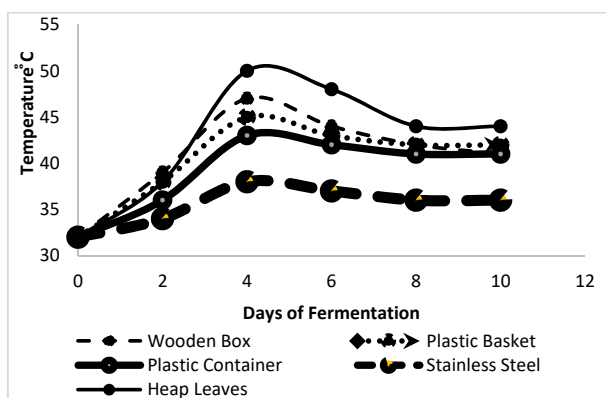 Temperature°C
55
50
45
40
35
30
0 2 4 6 8 10 12
Days of Fermentation
Wooden Box Plastic Basket
Plastic Container Stainless Steel
Heap Leaves